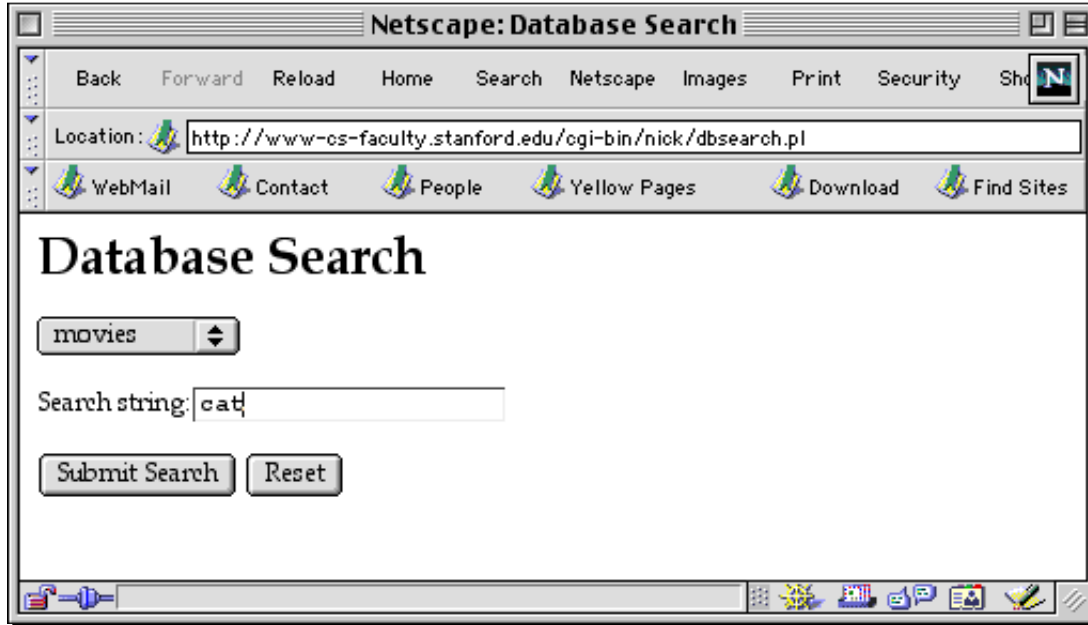 Netscape: Database Search
Back Forward Reload Home Search Netscape Images Print Security Sho N
Location: http://www-cs-faculty.stanford.edu/cgi-bin/nick/dbsearch.pl
WebMail Contact People Yellow Pages Download Find Sites
Database Search
movies
Search string: cat
Submit Search Reset